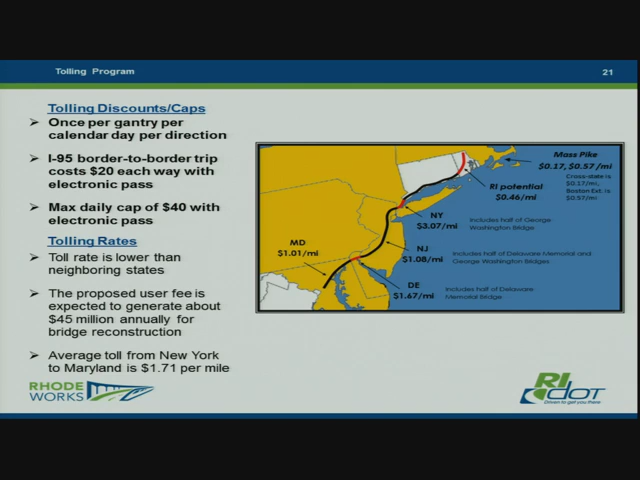 Tolling Program
21
Tolling Discounts/Caps
➢ Once per gantry per
calendar day per direction
➢ I-95 border-to-border trip
costs $20 each way with
electronic pass
➢ Max daily cap of $40 with
electronic pass
Tolling Rates
➢ Toll rate is lower than
neighboring states
➢ The proposed user fee is
expected to generate about
$45 million annually for
bridge reconstruction
➢ Average toll from New York
to Maryland is $1.71 per mile
Mass Pike
$0.17, $0.57 /mi
Cross-state is
$0.17/mi,
Boston Ext. is
$0.57/mi
RI potential
$0.46/mi
NY
$3.07/mi
Includes half of George
Washington Bridge
MD
$1.01/mi
NJ
$1.08/mi
Includes half of Delaware Memorial and
George Washington Bridges
DE
$1.67/mi
Includes half of Delaware
Memorial Bridge
RHODE
WORKS
RI
DOT
Driven to get you there